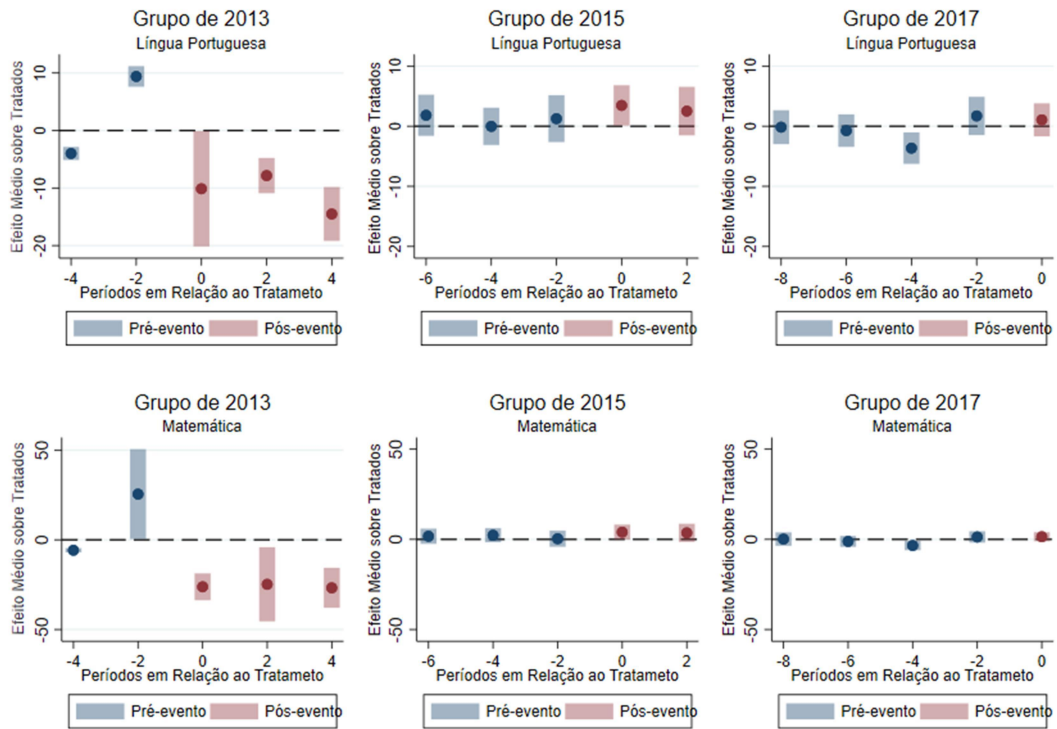 Grupo de 2013
Língua Portuguesa
Efeito Médio sobre Tratados
10
0
-10
-20
-4
-2
0
2
4
Períodos em Relação ao Tratameto
Pré-evento
Pós-evento
Grupo de 2015
Língua Portuguesa
Efeito Médio sobre Tratados
10
0
-10
-20
-6
-4
-2
0
2
Períodos em Relação ao Tratameto
Pré-evento
Pós-evento
Grupo de 2017
Língua Portuguesa
Efeito Médio sobre Tratados
10
0
-10
-20
-8
-6
-4
-2
0
Períodos em Relação ao Tratameto
Pré-evento
Pós-evento
Grupo de 2013
Matemática
Efeito Médio sobre Tratados
50
0
-50
-4
-2
0
2
4
Períodos em Relação ao Tratameto
Pré-evento
Pós-evento
Grupo de 2015
Matemática
Efeito Médio sobre Tratados
50
0
-50
-6
-4
-2
0
2
Períodos em Relação ao Tratameto
Pré-evento
Pós-evento
Grupo de 2017
Matemática
Efeito Médio sobre Tratados
50
0
-50
-8
-6
-4
-2
0
Períodos em Relação ao Tratameto
Pré-evento
Pós-evento